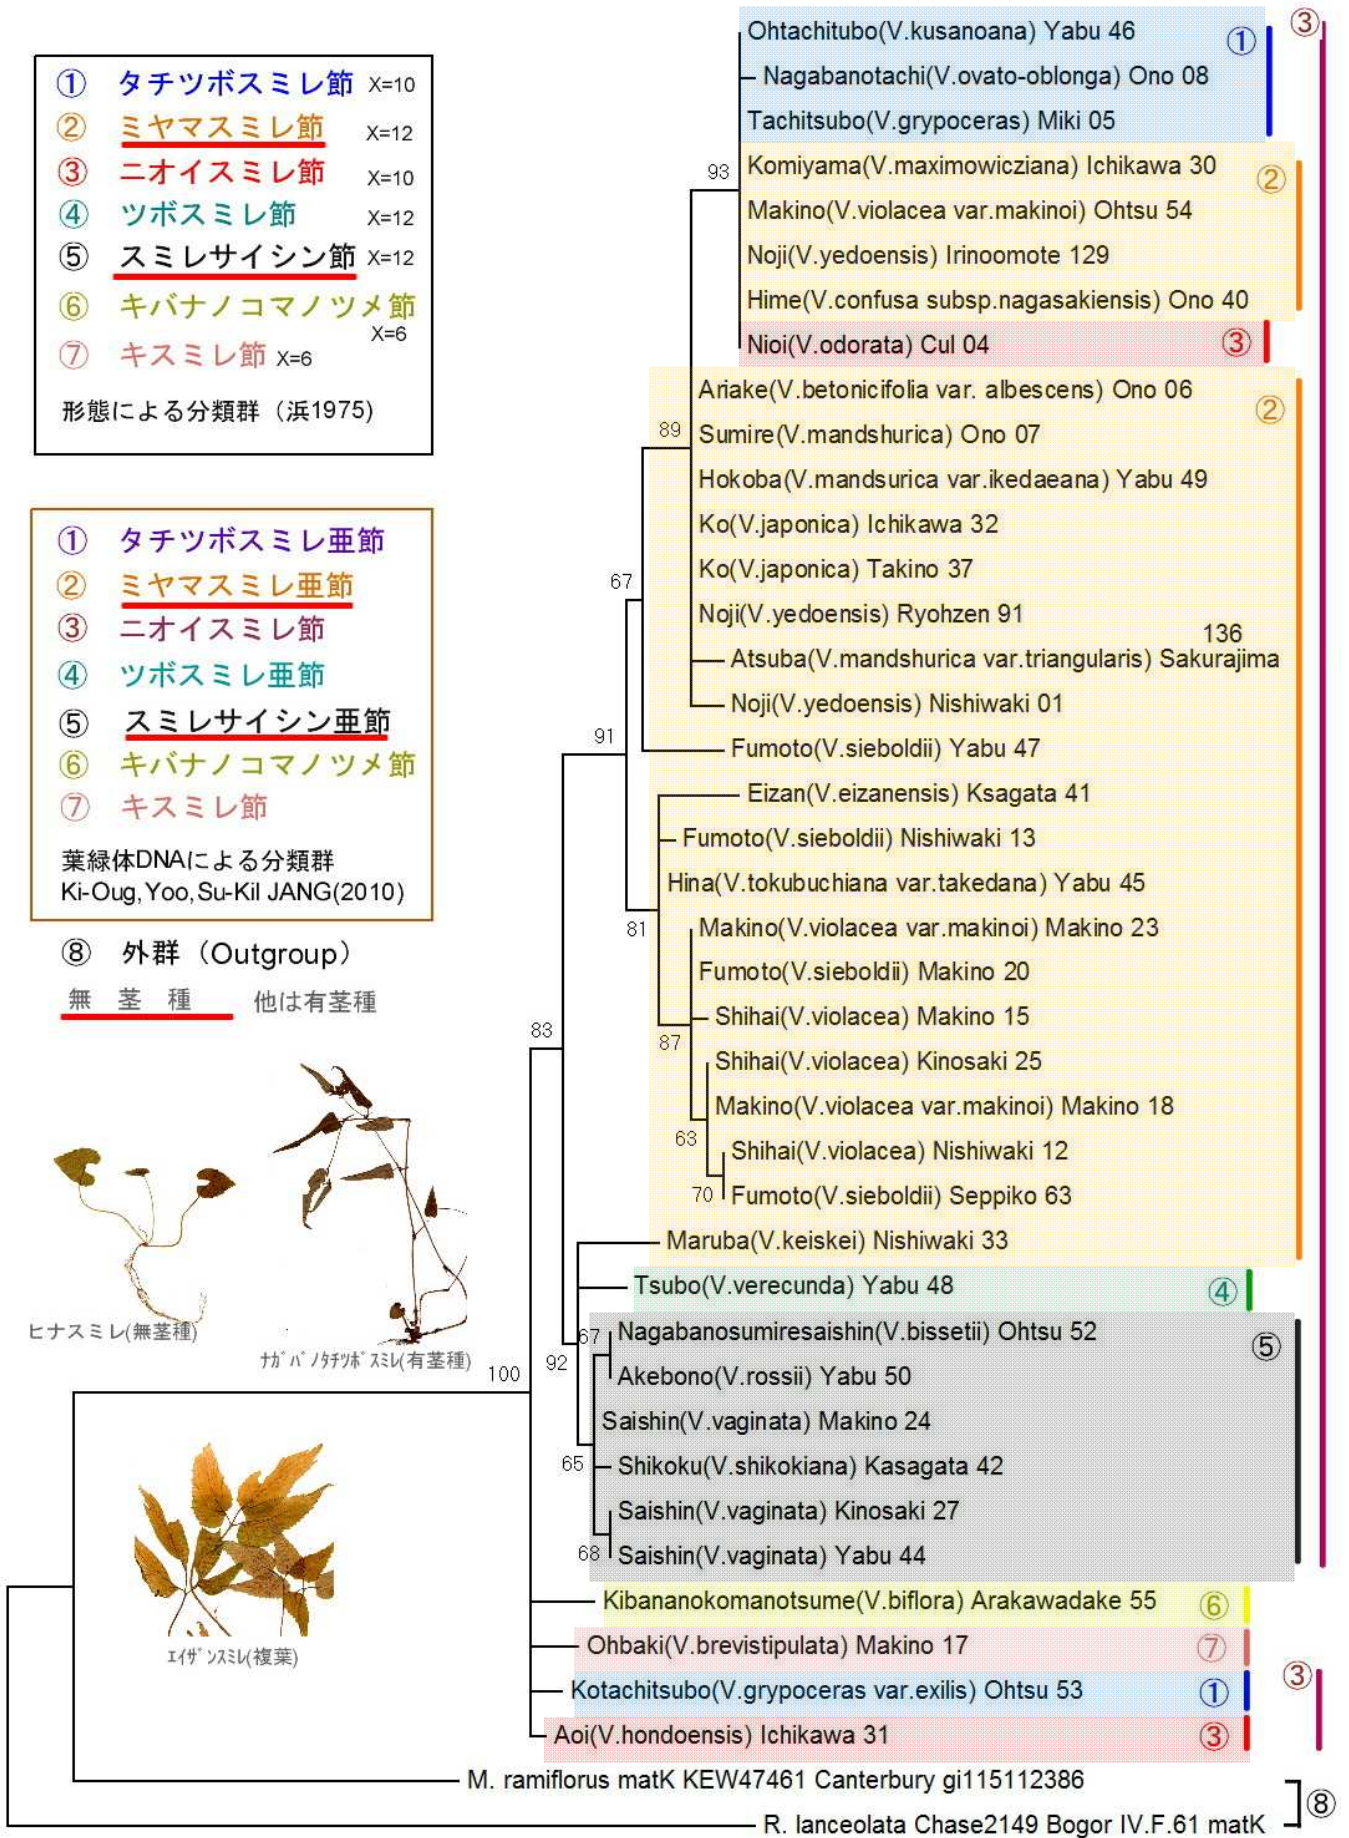 ① タチツボスミレ節 X=10
② ミヤマスミレ節 X=12
③ ニオイスミレ節 X=10
④ ツボスミレ節 X=12
⑤ スミレサイシン節 X=12
⑥ キバナノコマノツメ節
X=6
⑦ キスミレ節 X=6
形態による分類群（浜1975）
① タチツボスミレ亜節
② ミヤマスミレ亜節
③ ニオイスミレ節
④ ツボスミレ亜節
⑤ スミレサイシン亜節
⑥ キバナノコマノツメ節
⑦ キスミレ節
葉緑体DNAによる分類群
Ki-Oug,Yoo,Su-Kil JANG(2010)
⑧ 外群（Outgroup）
無 茎 種 他は有茎種
ヒナスミレ(無茎種)
ﾅｶﾞﾊﾞﾉﾀﾁﾂﾎﾞｽﾐﾚ(有茎種)
ｴｲｻﾞﾝｽﾐﾚ(複葉)
Ohtachitubo(V.kusanoana) Yabu 46
Nagabanotachi(V.ovato-oblonga) Ono 08
Tachitsubo(V.grypoceras) Miki 05
①
③
Komiyama(V.maximowicziana) Ichikawa 30
Makino(V.violacea var.makinoi) Ohtsu 54
Noji(V.yedoensis) Irinoomote 129
Hime(V.confusa subsp.nagasakiensis) Ono 40
②
Nioi(V.odorata) Cul 04 ③
Ariake(V.betonicifolia var. albescens) Ono 06
②
Sumire(V.mandshurica) Ono 07
Hokoba(V.mandsurica var.ikedaeana) Yabu 49
Ko(V.japonica) Ichikawa 32
Ko(V.japonica) Takino 37
Noji(V.yedoensis) Ryohzen 91
136
Atsuba(V.mandshurica var.triangularis) Sakurajima
Noji(V.yedoensis) Nishiwaki 01
Fumoto(V.sieboldii) Yabu 47
Eizan(V.eizanensis) Ksagata 41
Fumoto(V.sieboldii) Nishiwaki 13
Hina(V.tokubuchiana var.takedana) Yabu 45
Makino(V.violacea var.makinoi) Makino 23
Fumoto(V.sieboldii) Makino 20
Shihai(V.violacea) Makino 15
Shihai(V.violacea) Kinosaki 25
Makino(V.violacea var.makinoi) Makino 18
Shihai(V.violacea) Nishiwaki 12
Fumoto(V.sieboldii) Seppiko 63
Maruba(V.keiskei) Nishiwaki 33
Tsubo(V.verecunda) Yabu 48 ④
Nagabanosumiresaishin(V.bissetii) Ohtsu 52
⑤
Akebono(V.rossii) Yabu 50
Saishin(V.vaginata) Makino 24
Shikoku(V.shikokiana) Kasagata 42
Saishin(V.vaginata) Kinosaki 27
Saishin(V.vaginata) Yabu 44
Kibananokomanotsume(V.biflora) Arakawadake 55 ⑥
Ohbaki(V.brevistipulata) Makino 17 ⑦
③
Kotachitsubo(V.grypoceras var.exilis) Ohtsu 53 ①
Aoi(V.hondoensis) Ichikawa 31 ③
M. ramiflorus matK KEW47461 Canterbury gi115112386
⑧
R. lanceolata Chase2149 Bogor IV.F.61 matK
93
89
67
91
81
87
63
70
83
67
92
65
68
100